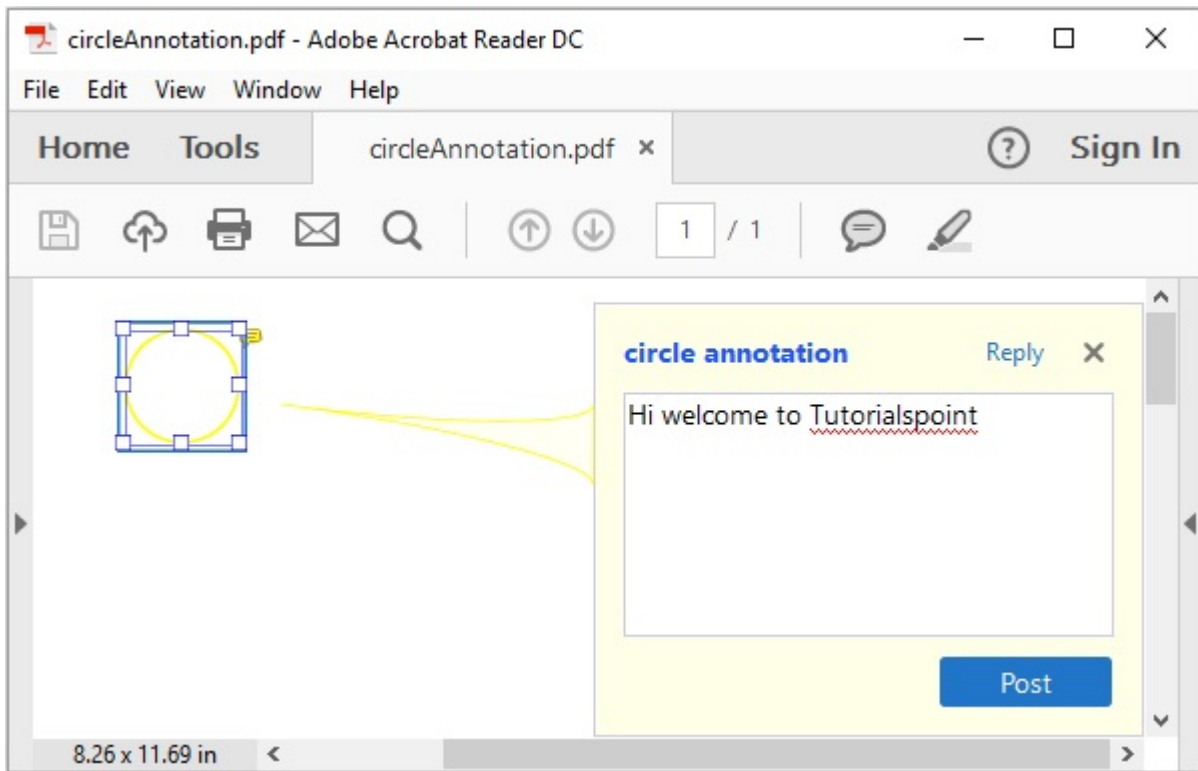 circleAnnotation.pdf - Adobe Acrobat Reader DC
File Edit View Window Help
Home Tools circleAnnotation.pdf × ? Sign In
1 / 1
circle annotation Reply
Hi welcome to Tutorialspoint
Post
8.26 x 11.69 in